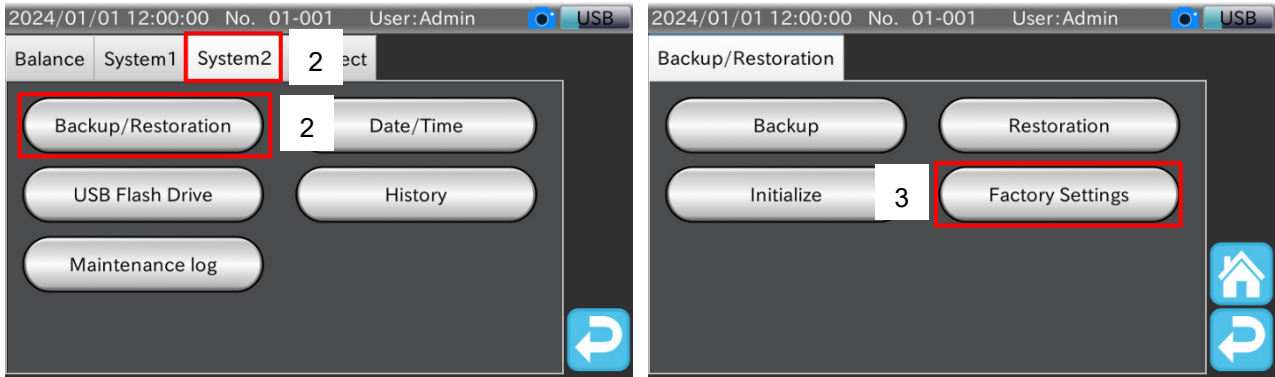 2024/01/01 12:00:00 No. 01-001 User:Admin USB
Balance System1 System2 2 ect
Backup/Restoration 2 Date/Time
USB Flash Drive History
Maintenance log
2024/01/01 12:00:00 No. 01-001 User:Admin USB
Backup/Restoration
Backup Restoration
Initialize 3 Factory Settings